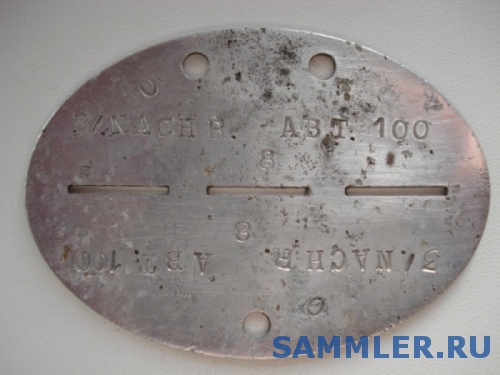 O
3/.NACHR. ABT. 100
8
8
3/.NACHR. ABT. 100
O
SAMMLER.RU